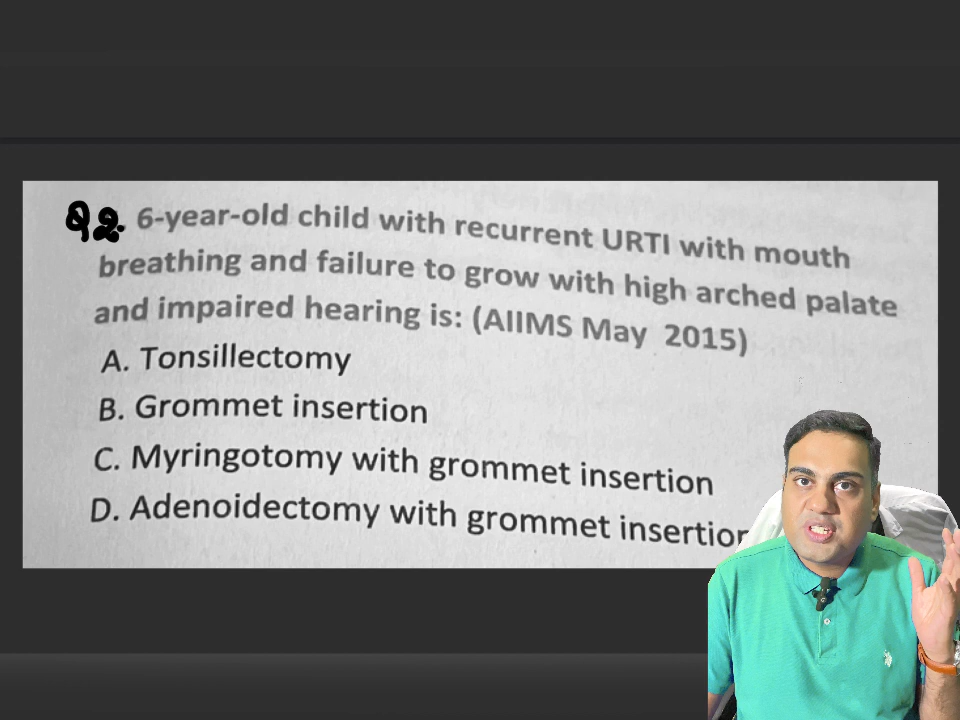 Q2. 6-year-old child with recurrent URTI with mouth
breathing and failure to grow with high arched palate
and impaired hearing is: (AIIMS May 2015)
A. Tonsillectomy
B. Grommet insertion
C. Myringotomy with grommet insertion
D. Adenoidectomy with grommet insertion